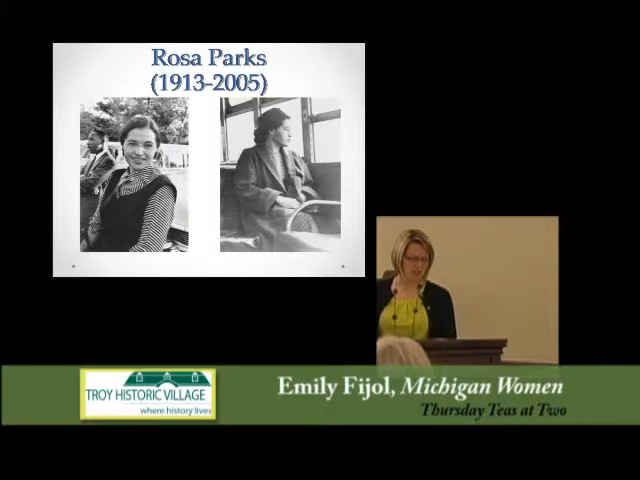 Rosa Parks
(1913-2005)
TROY HISTORIC VILLAGE
where history lives
Emily Fijol, Michigan Women
Thursday Teas at Two